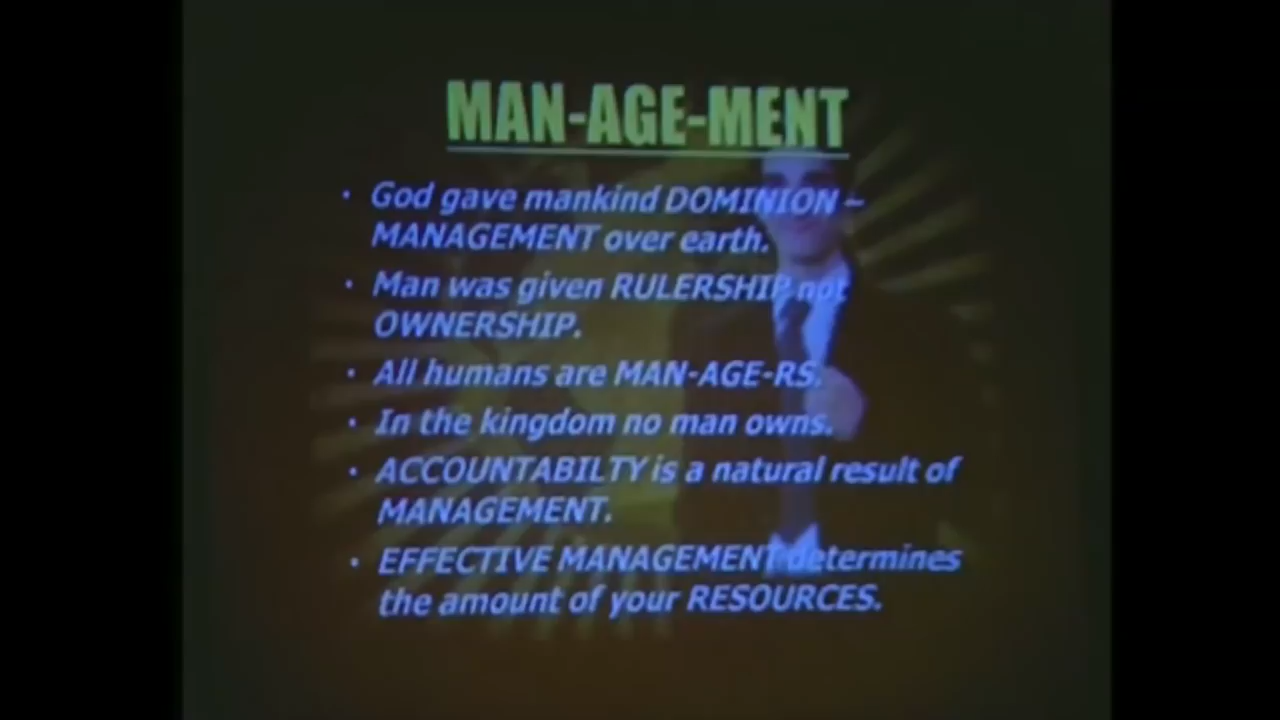 MAN-AGE-MENT
· God gave mankind DOMINION –
MANAGEMENT over earth.
· Man was given RULERSHIP not
OWNERSHIP.
· All humans are MAN-AGE-RS.
· In the kingdom no man owns.
· ACCOUNTABILTY is a natural result of
MANAGEMENT.
· EFFECTIVE MANAGEMENT determines
the amount of your RESOURCES.